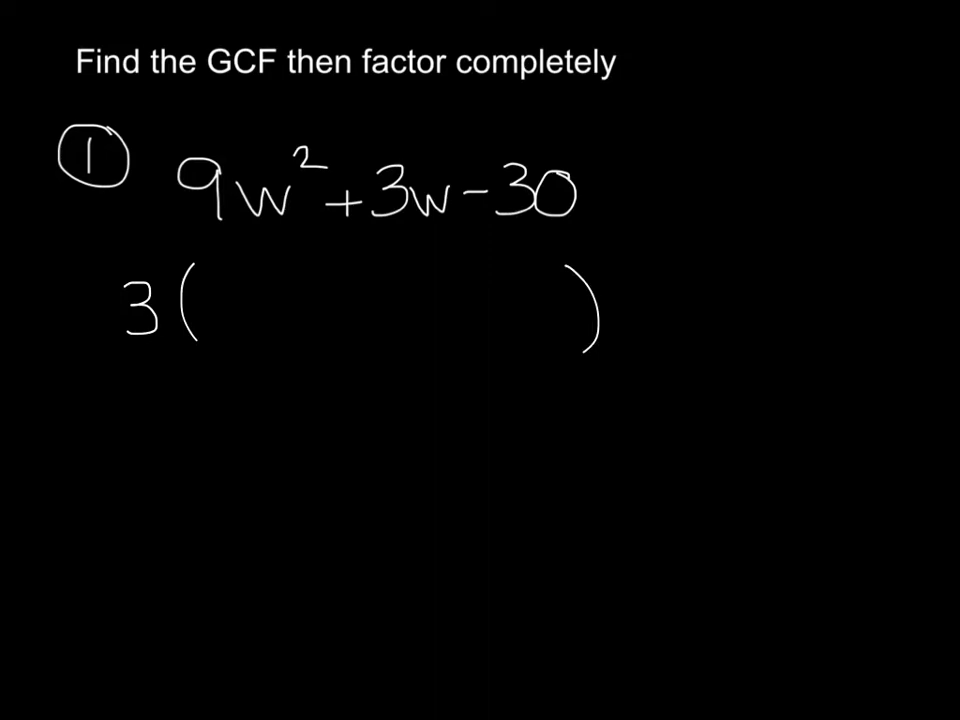 Find the GCF then factor completely
① 9w² + 3w - 30
3 (                    )